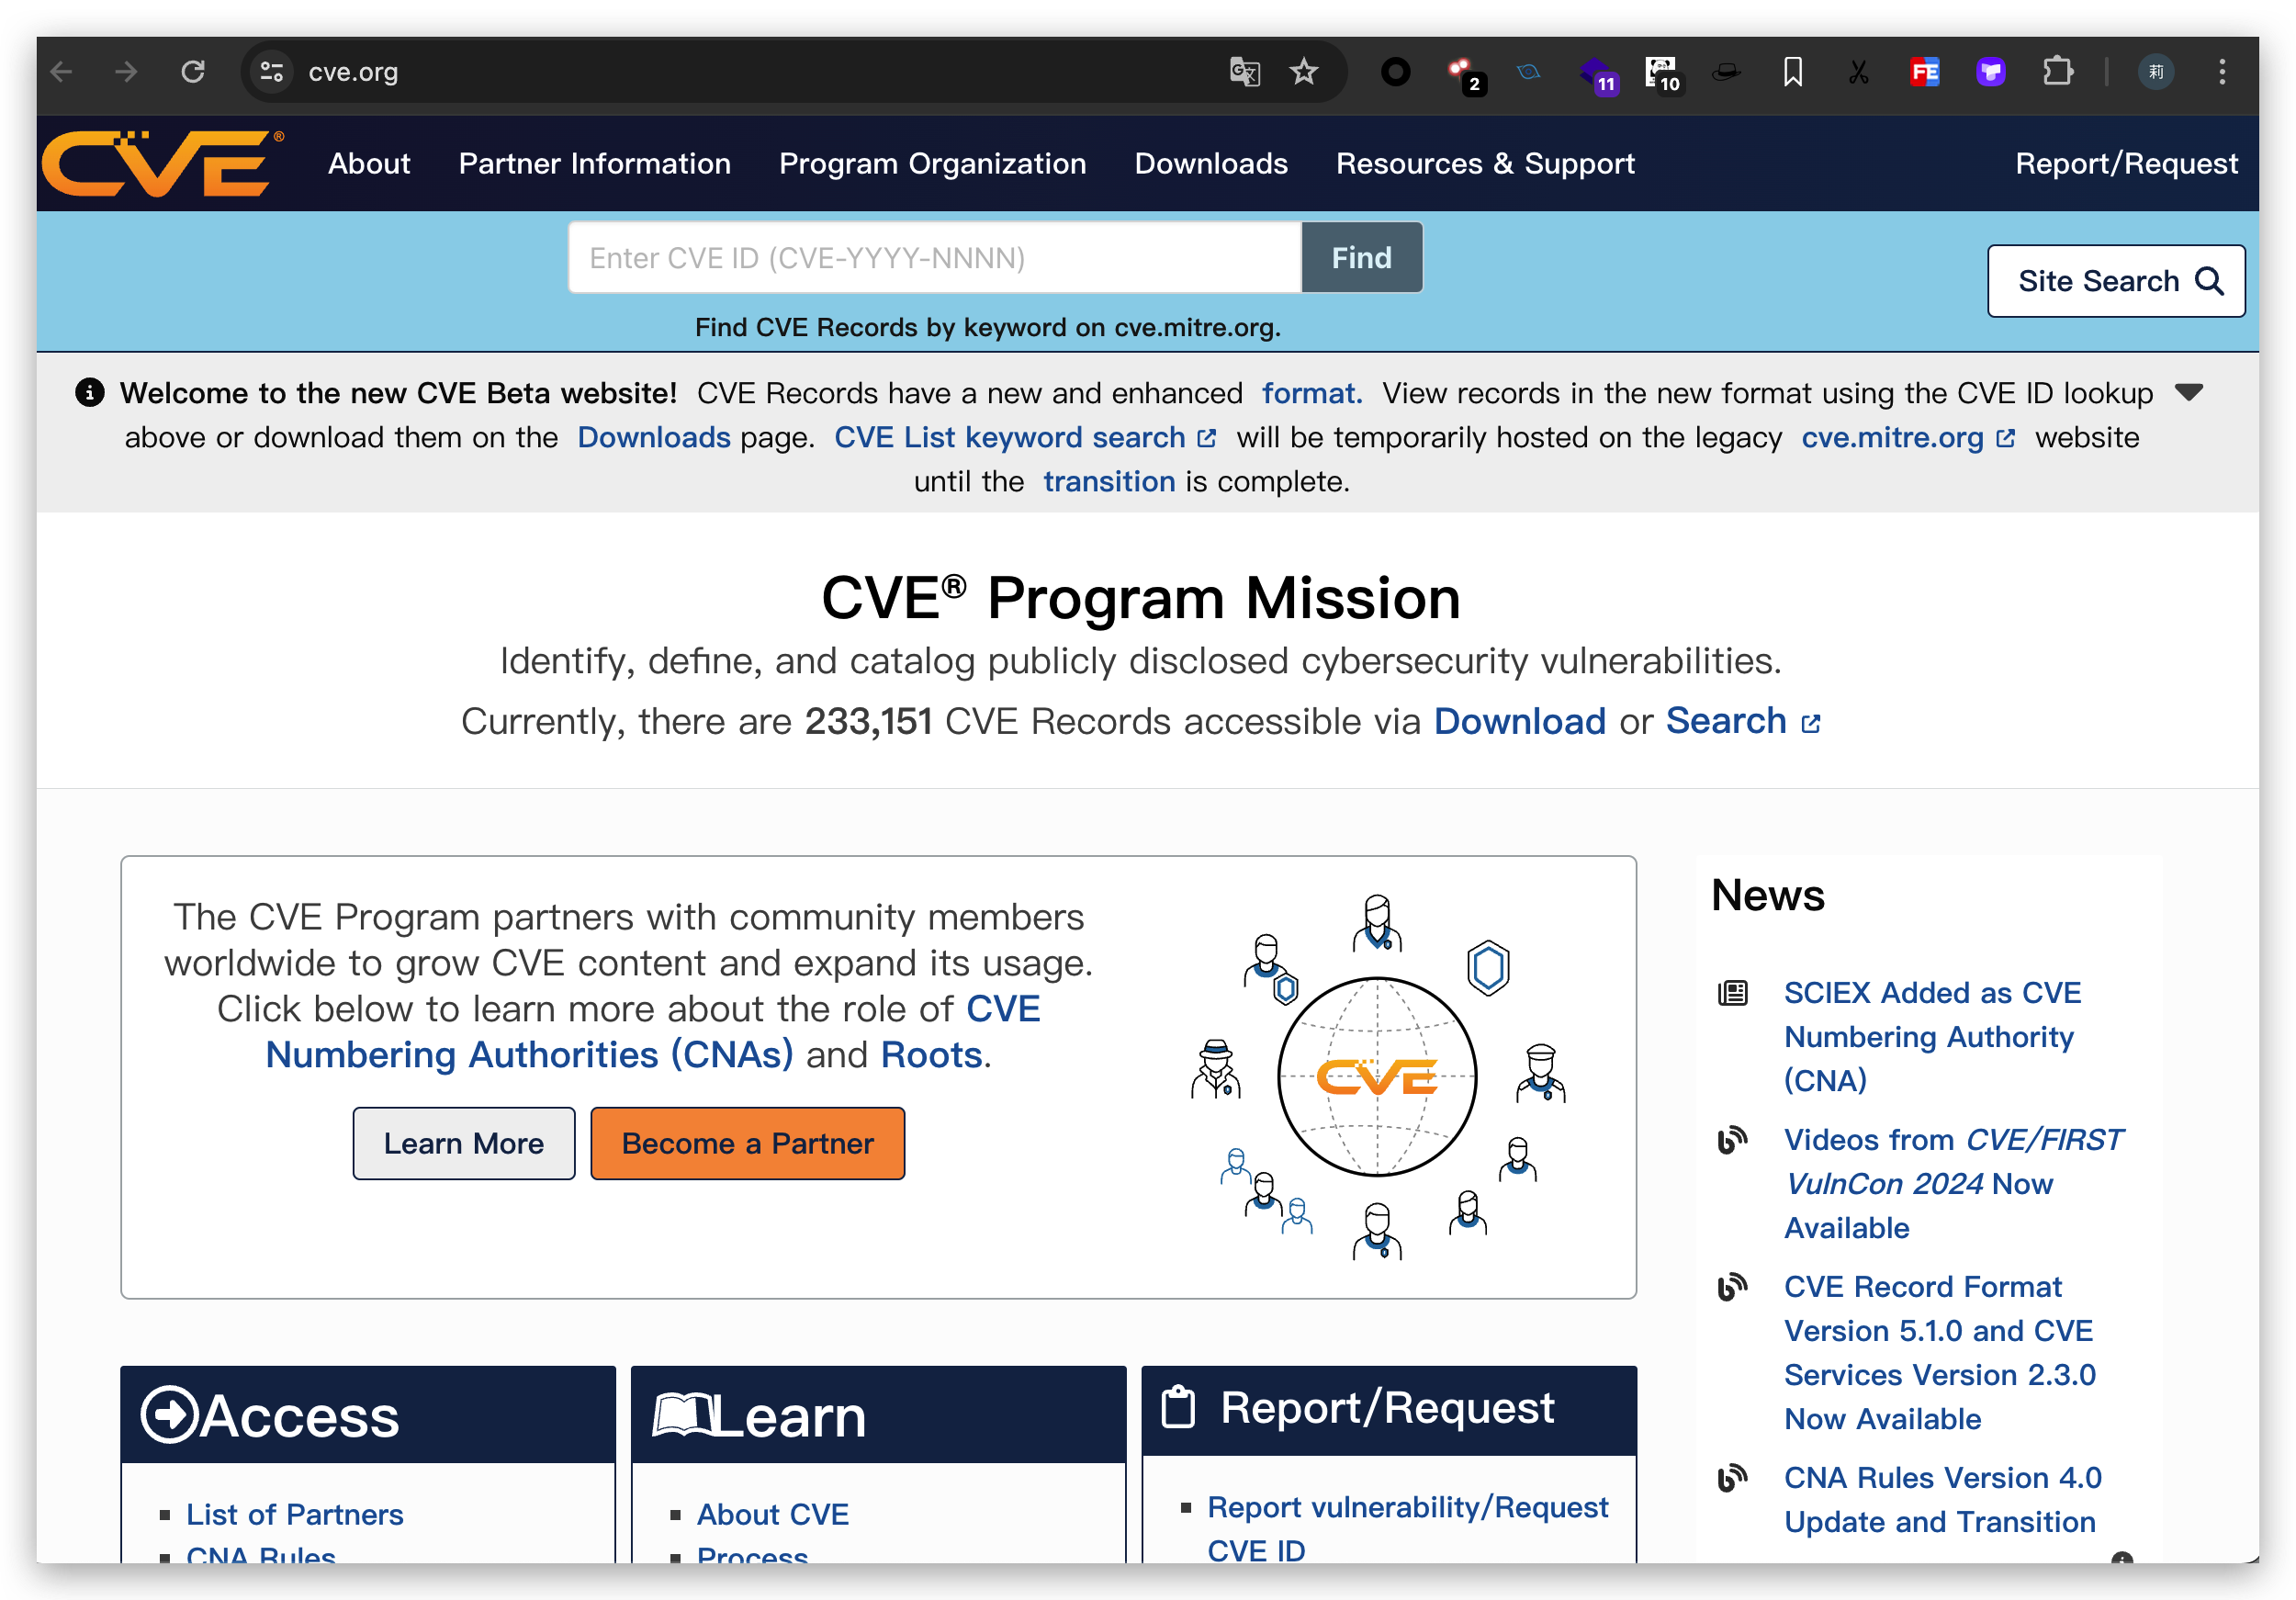 cve.org
2
11
10
FE
莉
CVE®
About Partner Information Program Organization Downloads Resources & Support Report/Request
Enter CVE ID (CVE-YYYY-NNNN) Find
Site Search
Find CVE Records by keyword on cve.mitre.org.
Welcome to the new CVE Beta website! CVE Records have a new and enhanced format. View records in the new format using the CVE ID lookup
above or download them on the Downloads page. CVE List keyword search will be temporarily hosted on the legacy cve.mitre.org website
until the transition is complete.
CVE® Program Mission
Identify, define, and catalog publicly disclosed cybersecurity vulnerabilities.
Currently, there are 233,151 CVE Records accessible via Download or Search
The CVE Program partners with community members
worldwide to grow CVE content and expand its usage.
Click below to learn more about the role of CVE
Numbering Authorities (CNAs) and Roots.
Learn More Become a Partner
CVE
News
SCIEX Added as CVE
Numbering Authority
(CNA)
Videos from CVE/FIRST
VulnCon 2024 Now
Available
CVE Record Format
Version 5.1.0 and CVE
Services Version 2.3.0
Now Available
CNA Rules Version 4.0
Update and Transition
Access
List of Partners
CNA Rules
Learn
About CVE
Process
Report/Request
Report vulnerability/Request
CVE ID